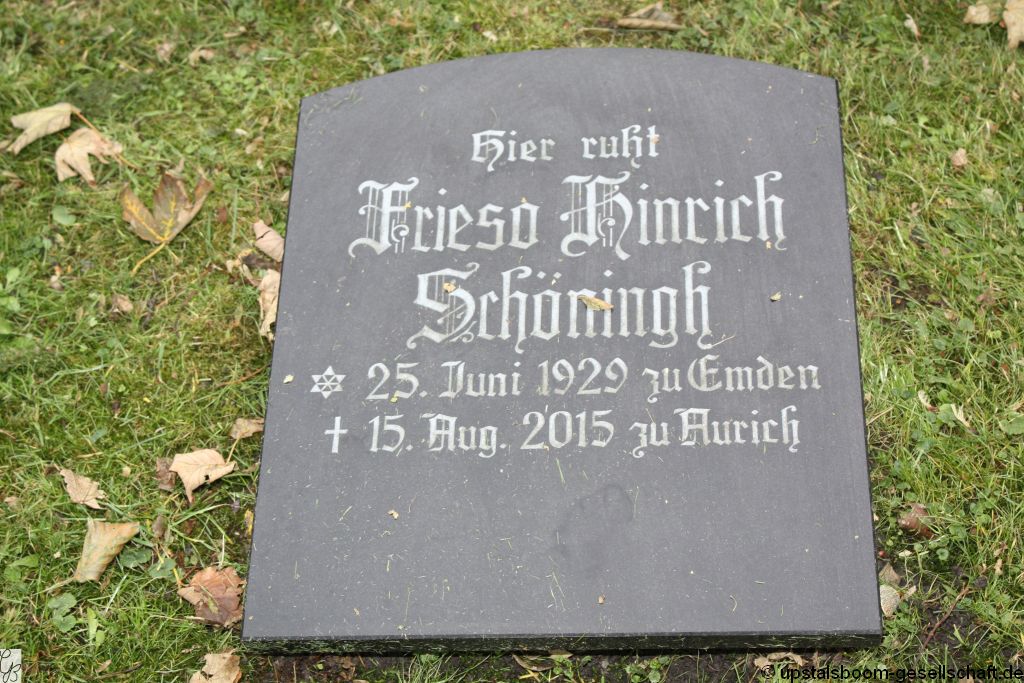 Hier ruht
Frieso Hinrich
Schöningh
✡ 25. Juni 1929 zu Emden
† 15. Aug. 2015 zu Aurich
© upstalsboom-gesellschaft.de